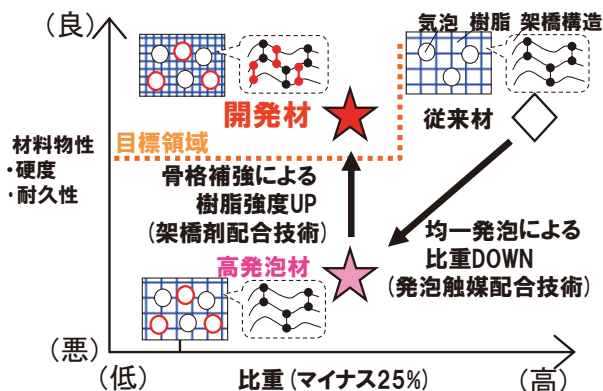 (良)
気泡 樹脂 架橋構造
開発材
従来材
材料物性
・硬度
・耐久性
目標領域
骨格補強による
樹脂強度UP
(架橋剤配合技術)
均一発泡による
比重DOWN
(発泡触媒配合技術)
高発泡材
(悪)
(低)
比重(マイナス25%)
(高)